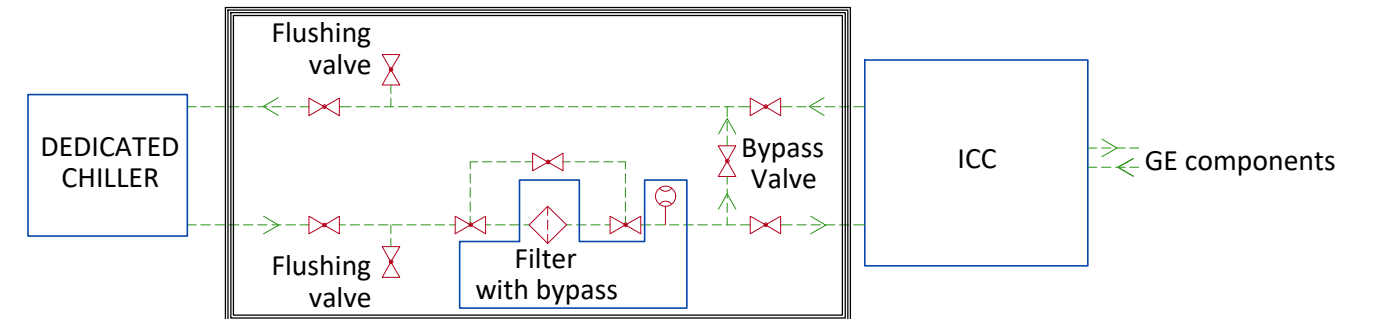 Flushing
valve
DEDICATED
CHILLER
Bypass
Valve
ICC
GE components
Flushing
valve
Filter
with bypass